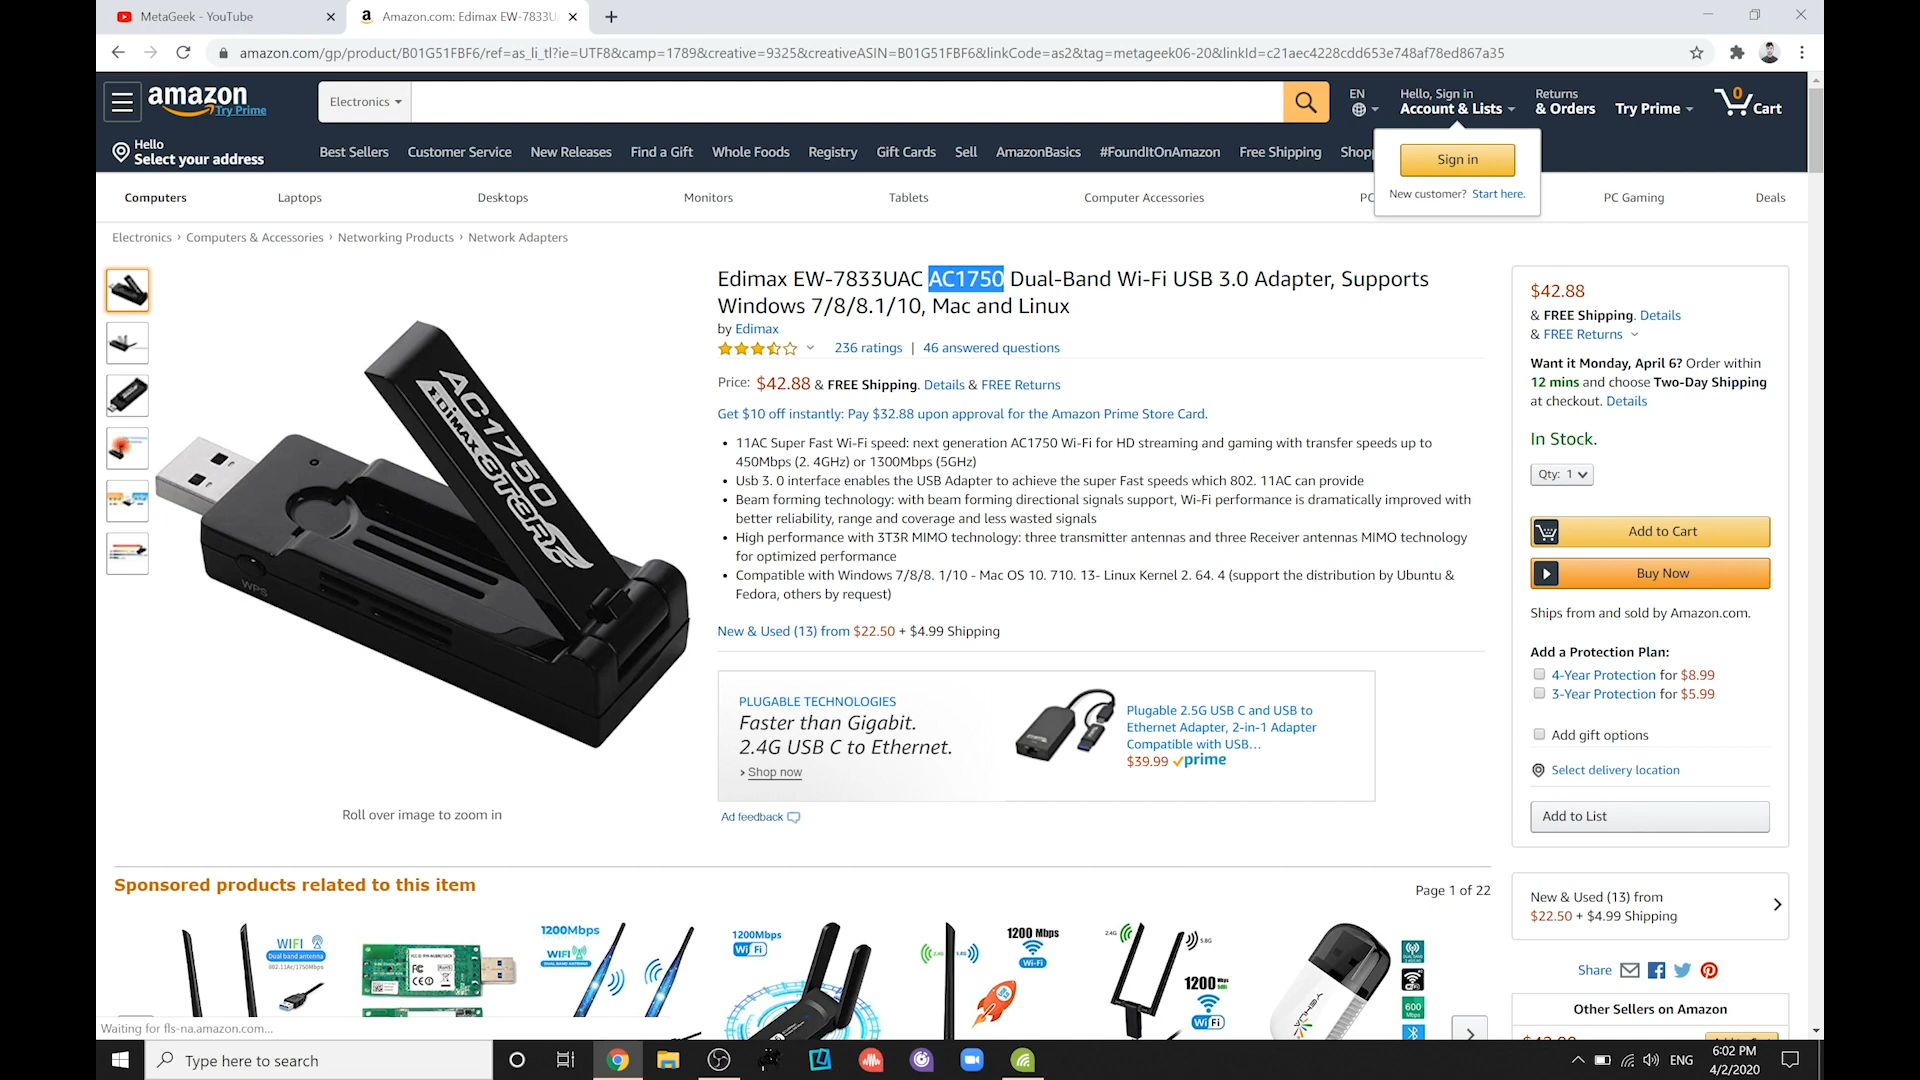 MetaGeek - YouTube
Amazon.com: Edimax EW-7833U
amazon.com/gp/product/B01G51FBF6/ref=as_li_tl?ie=UTF8&camp=1789&creative=9325&creativeASIN=B01G51FBF6&linkCode=as2&tag=metageek06-20&linkId=c21aec4228cdd653e748af78ed867a35
amazon
Try Prime
Electronics
EN
Hello, Sign in
Account & Lists
Returns
& Orders
Try Prime
0
Cart
Hello
Select your address
Best Sellers Customer Service New Releases Find a Gift Whole Foods Registry Gift Cards Sell AmazonBasics #FoundItOnAmazon Free Shipping Shop
Sign in
New customer? Start here.
Computers Laptops Desktops Monitors Tablets Computer Accessories PC PC Gaming Deals
Electronics › Computers & Accessories › Networking Products › Network Adapters
AC1750
EDIMAX 3T3R
WPS
Roll over image to zoom in
Edimax EW-7833UAC AC1750 Dual-Band Wi-Fi USB 3.0 Adapter, Supports
Windows 7/8/8.1/10, Mac and Linux
by Edimax
236 ratings | 46 answered questions
Price: $42.88 & FREE Shipping. Details & FREE Returns
Get $10 off instantly: Pay $32.88 upon approval for the Amazon Prime Store Card.
• 11AC Super Fast Wi-Fi speed: next generation AC1750 Wi-Fi for HD streaming and gaming with transfer speeds up to
450Mbps (2. 4GHz) or 1300Mbps (5GHz)
• Usb 3. 0 interface enables the USB Adapter to achieve the super Fast speeds which 802. 11AC can provide
• Beam forming technology: with beam forming directional signals support, Wi-Fi performance is dramatically improved with
better reliability, range and coverage and less wasted signals
• High performance with 3T3R MIMO technology: three transmitter antennas and three Receiver antennas MIMO technology
for optimized performance
• Compatible with Windows 7/8/8. 1/10 - Mac OS 10. 710. 13- Linux Kernel 2. 64. 4 (support the distribution by Ubuntu &
Fedora, others by request)
New & Used (13) from $22.50 + $4.99 Shipping
PLUGABLE TECHNOLOGIES
Faster than Gigabit.
2.4G USB C to Ethernet.
› Shop now
Plugable 2.5G USB C and USB to
Ethernet Adapter, 2-in-1 Adapter
Compatible with USB…
$39.99 prime
Ad feedback
$42.88
& FREE Shipping. Details
& FREE Returns
Want it Monday, April 6? Order within
12 mins and choose Two-Day Shipping
at checkout. Details
In Stock.
Qty: 1
Add to Cart
Buy Now
Ships from and sold by Amazon.com.
Add a Protection Plan:
4-Year Protection for $8.99
3-Year Protection for $5.99
Add gift options
Select delivery location
Add to List
New & Used (13) from
$22.50 + $4.99 Shipping
Share
Other Sellers on Amazon
Sponsored products related to this item
Page 1 of 22
WIFI
Dual band antenna
802.11Ac/1750Mbps
FC CE
1200Mbps
WIFI
1200Mbps
Wi Fi
1200 Mbps
Wi-Fi
2.4G 5.8G
1200
Wi Fi
600
Mbps
Waiting for fls-na.amazon.com...
Type here to search
ENG
6:02 PM
4/2/2020